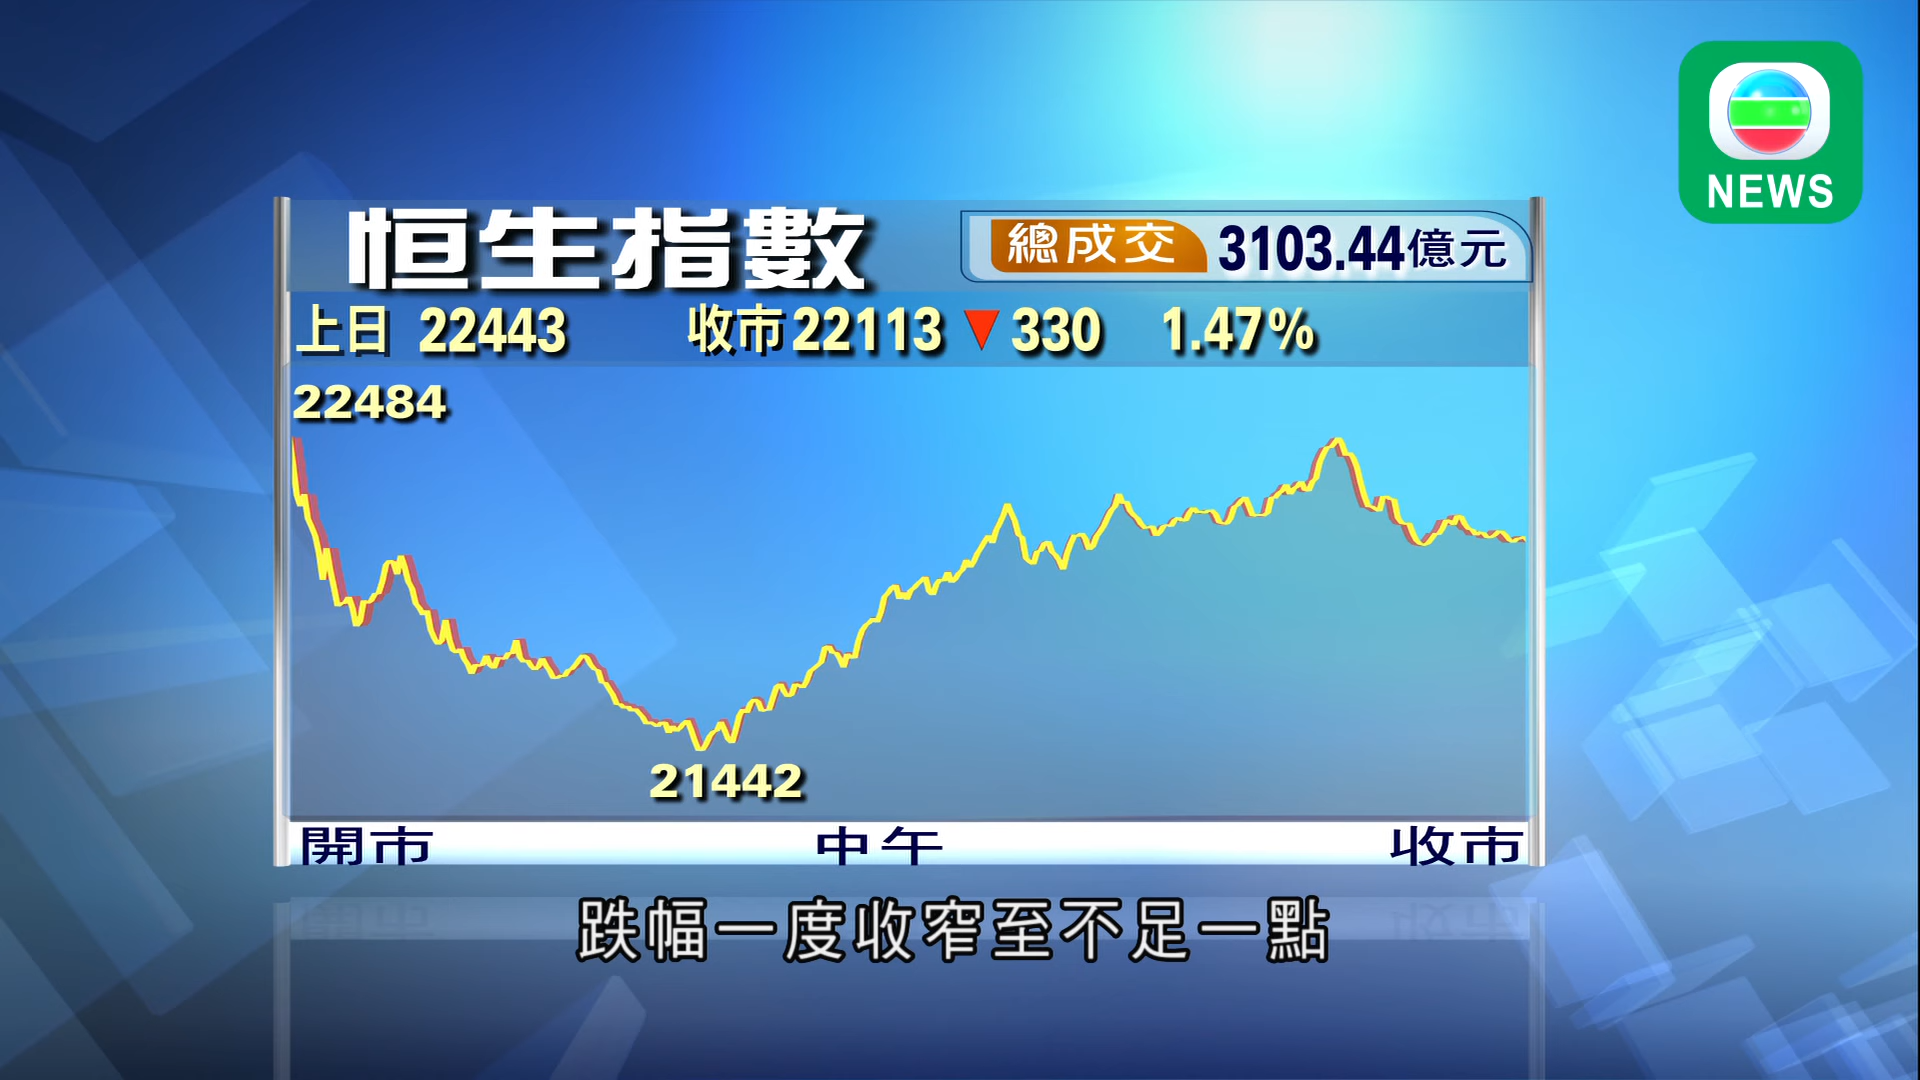 NEWS
恒生指數 總成交 3103.44億元
上日 22443 收市 22113 ▼ 330 1.47%
22484
21442
開市 中午 收市
跌幅一度收窄至不足一點